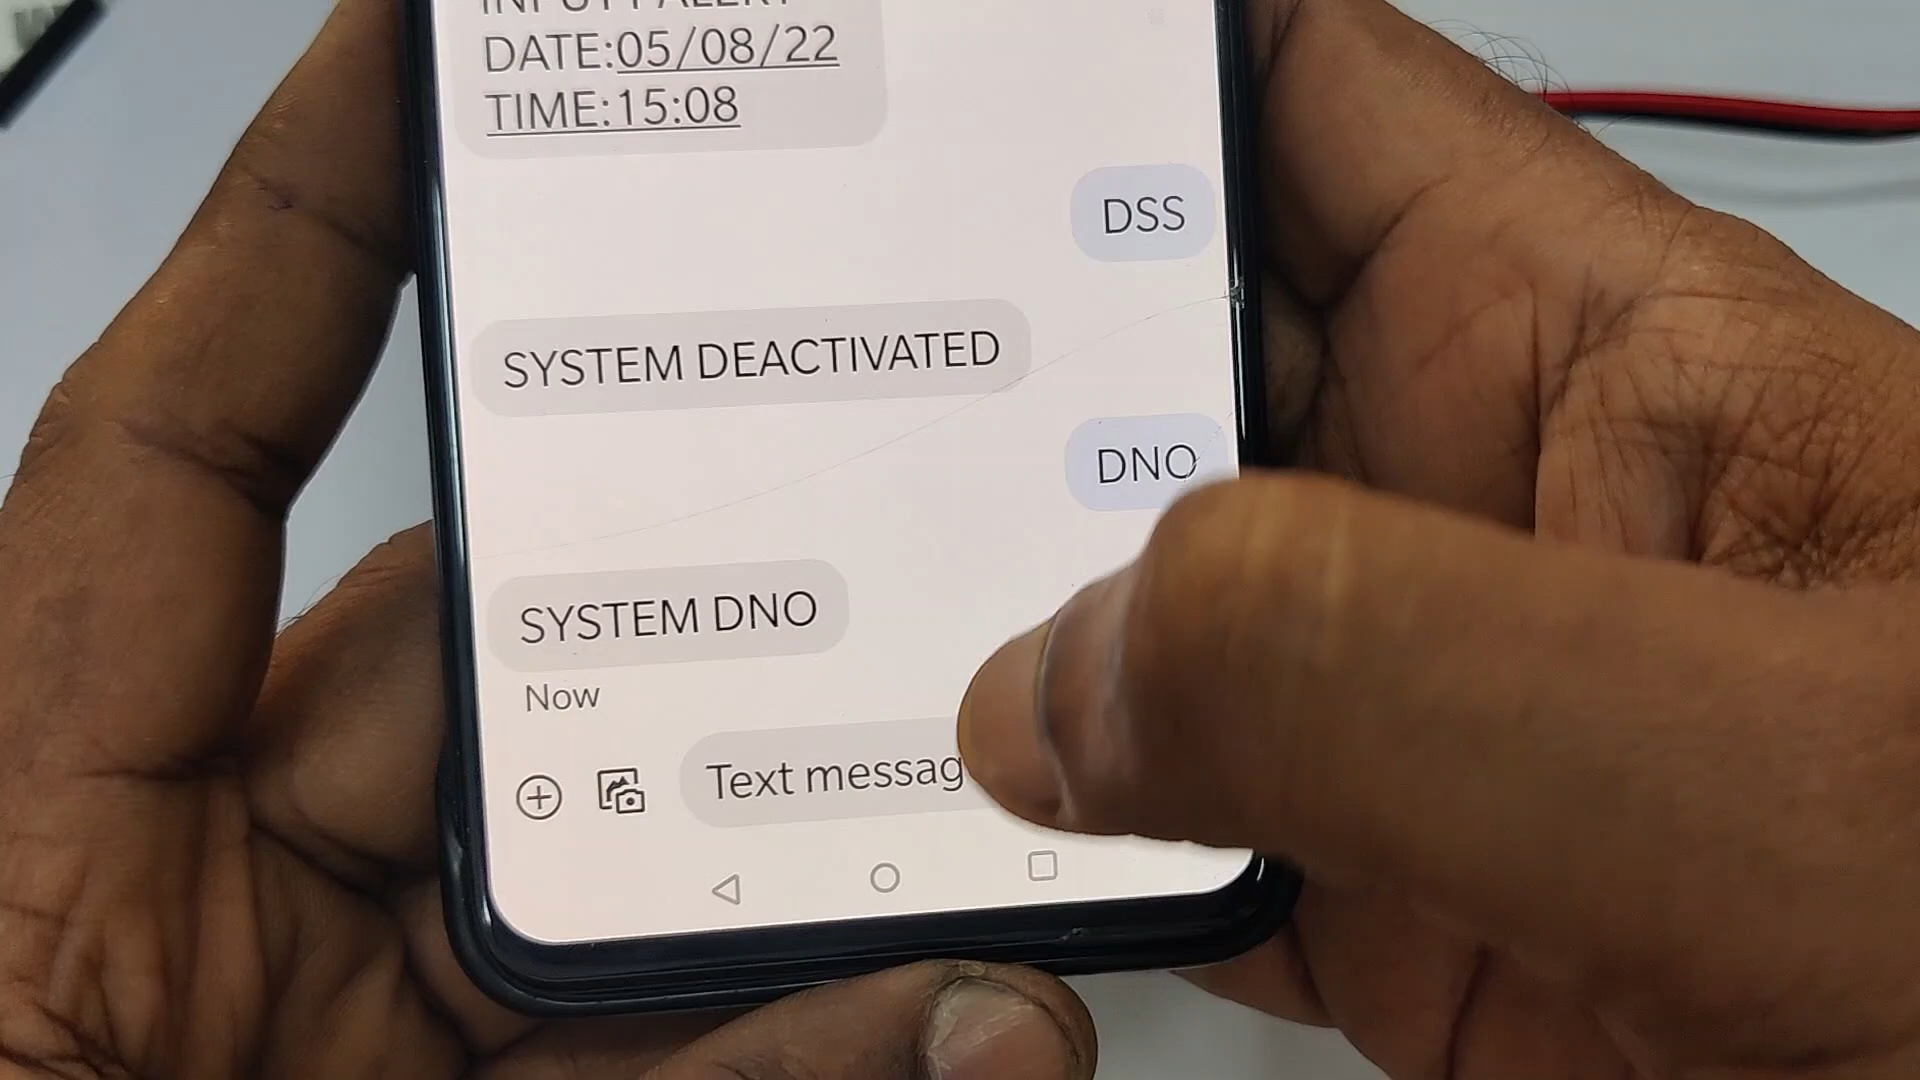 DATE:05/08/22
TIME:15:08
DSS
SYSTEM DEACTIVATED
DNO
SYSTEM DNO
Now
Text messag